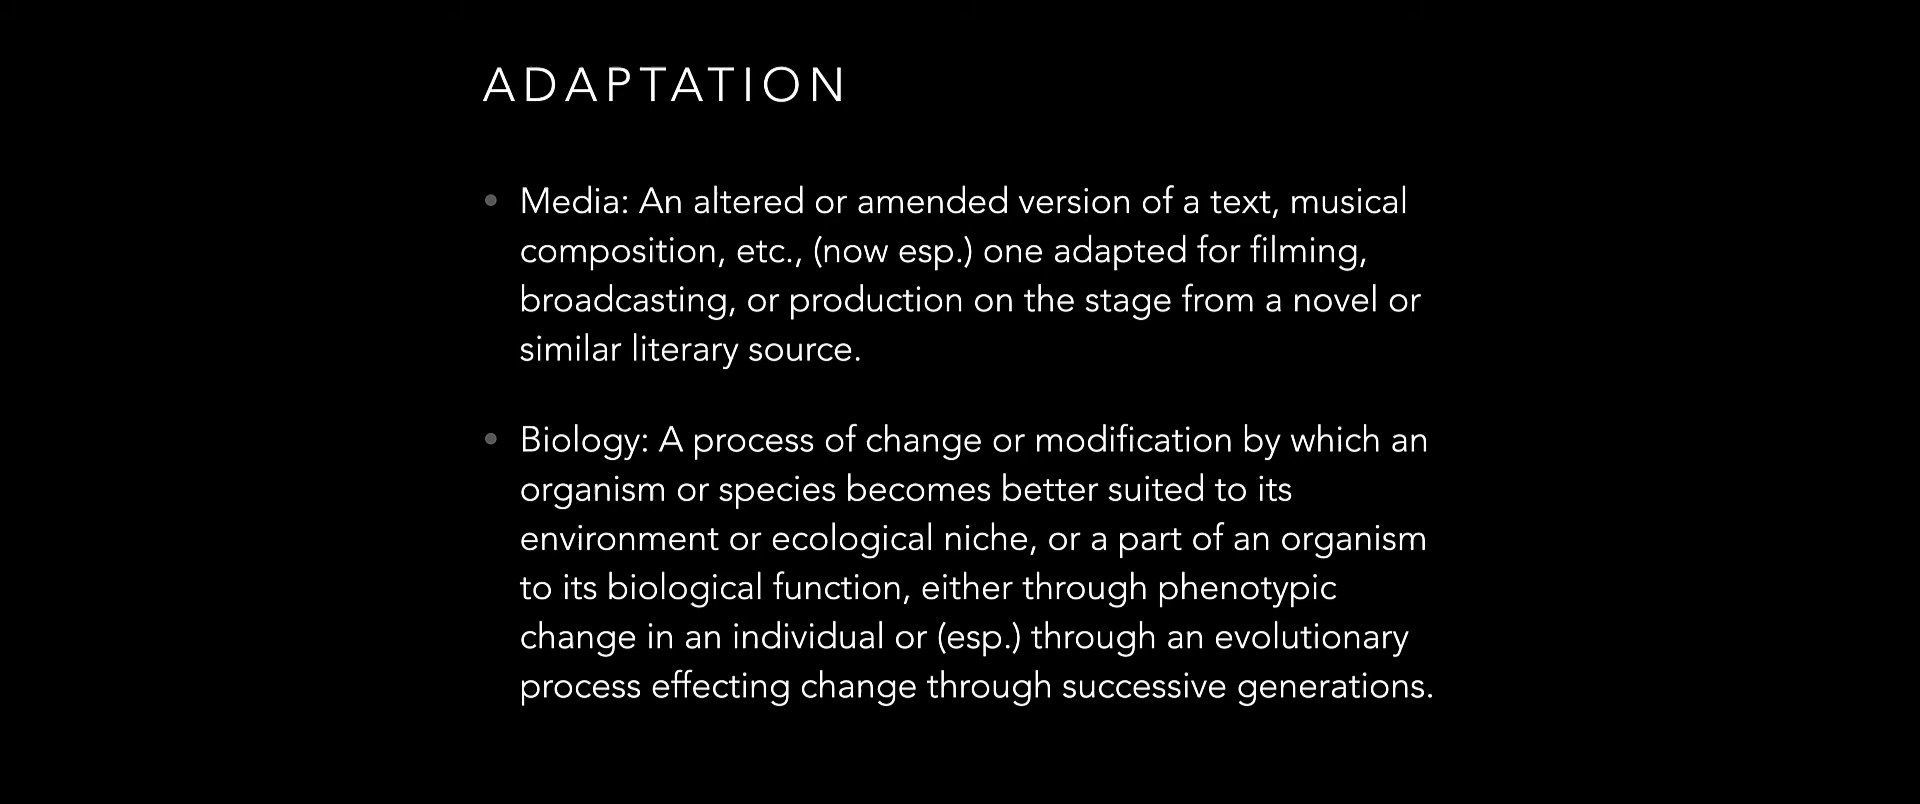 ADAPTATION
• Media: An altered or amended version of a text, musical
composition, etc., (now esp.) one adapted for filming,
broadcasting, or production on the stage from a novel or
similar literary source.
• Biology: A process of change or modification by which an
organism or species becomes better suited to its
environment or ecological niche, or a part of an organism
to its biological function, either through phenotypic
change in an individual or (esp.) through an evolutionary
process effecting change through successive generations.